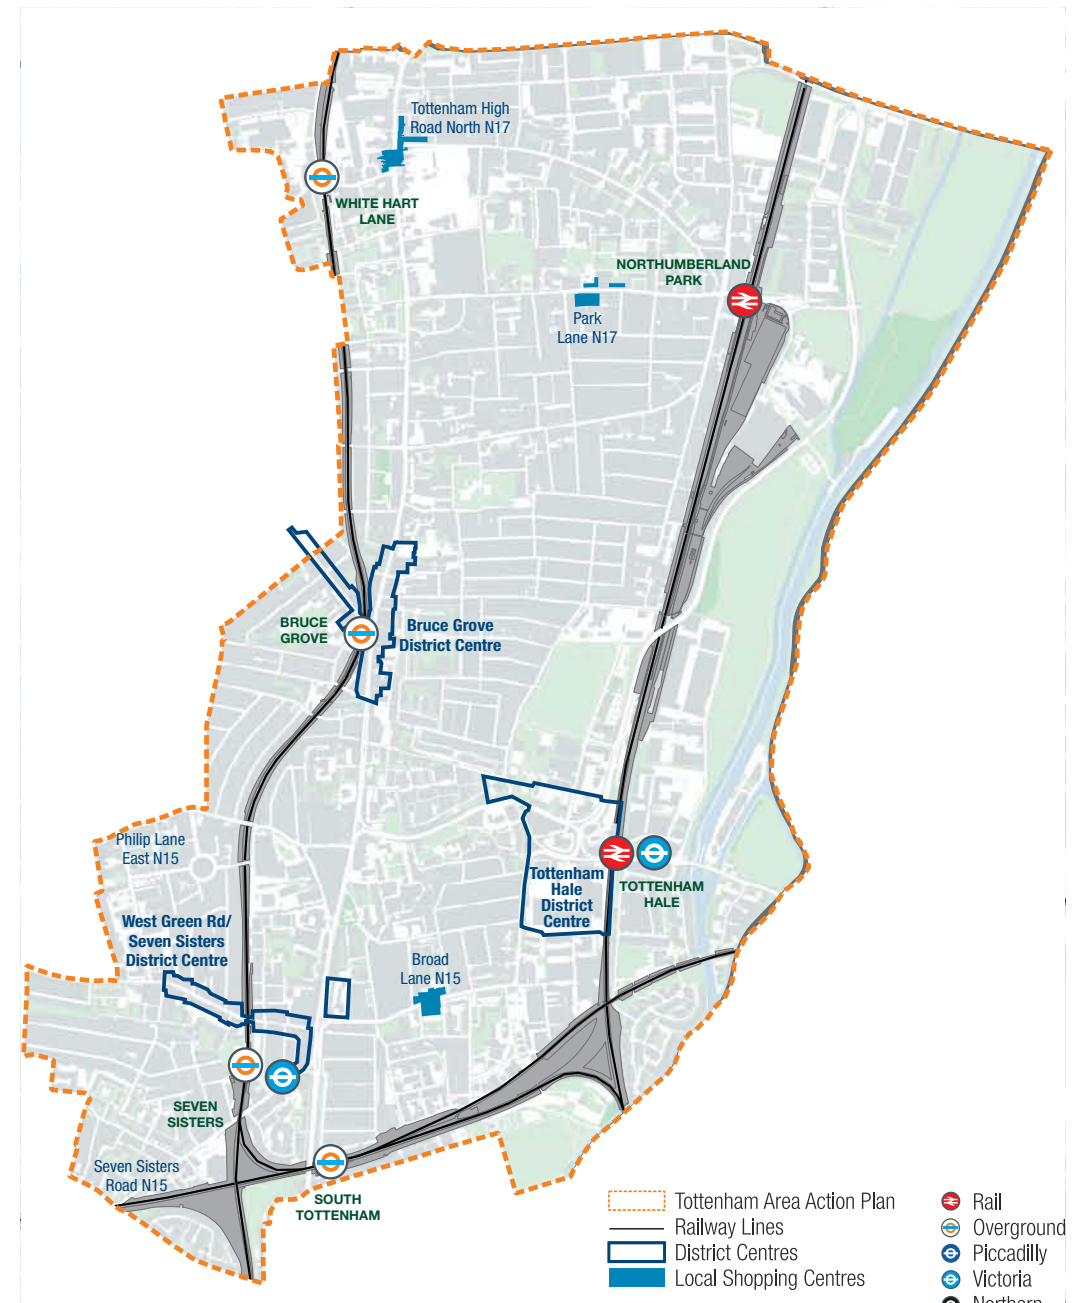 Tottenham High
Road North N17
WHITE HART
LANE
NORTHUMBERLAND
PARK
Park
Lane N17
BRUCE
GROVE
Bruce Grove
District Centre
Philip Lane
East N15
Tottenham
Hale
District
Centre
TOTTENHAM
HALE
West Green Rd/
Seven Sisters
District Centre
Broad
Lane N15
SEVEN
SISTERS
Seven Sisters
Road N15
SOUTH
TOTTENHAM
Tottenham Area Action Plan
Railway Lines
District Centres
Local Shopping Centres
Rail
Overground
Piccadilly
Victoria
Northern